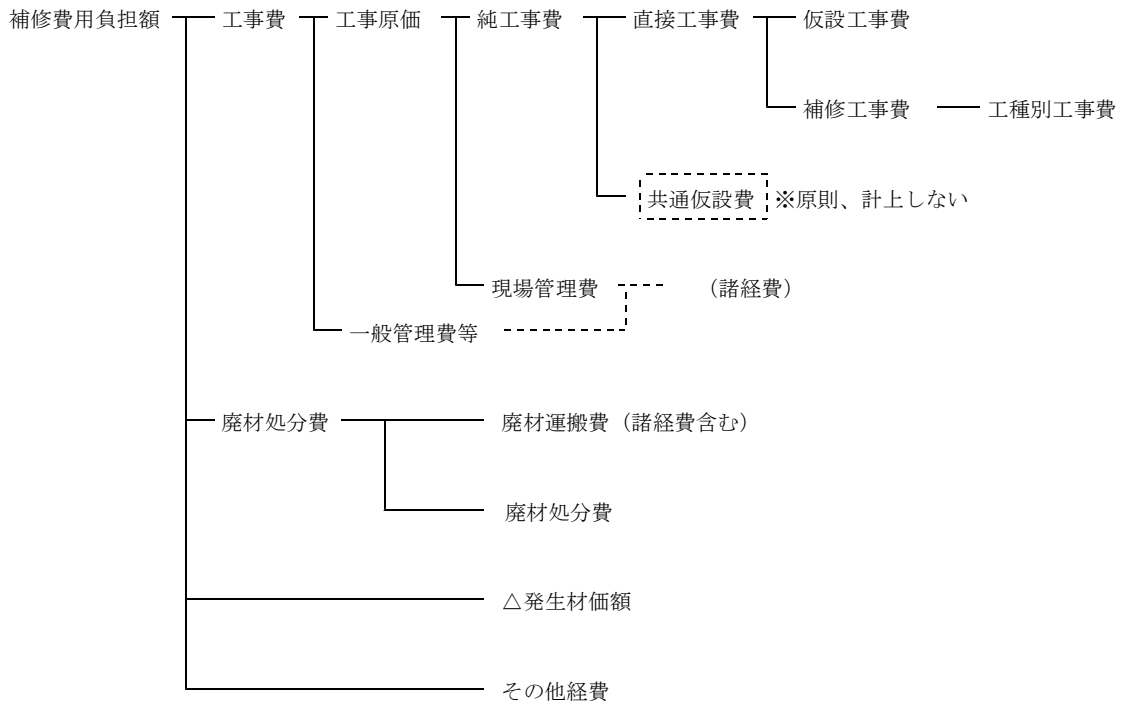 補修費用負担額 工事費 工事原価 純工事費 直接工事費 仮設工事費
補修工事費 工種別工事費
共通仮設費 ※原則、計上しない
現場管理費 （諸経費）
一般管理費等
廃材処分費 廃材運搬費（諸経費含む）
廃材処分費
△発生材価額
その他経費